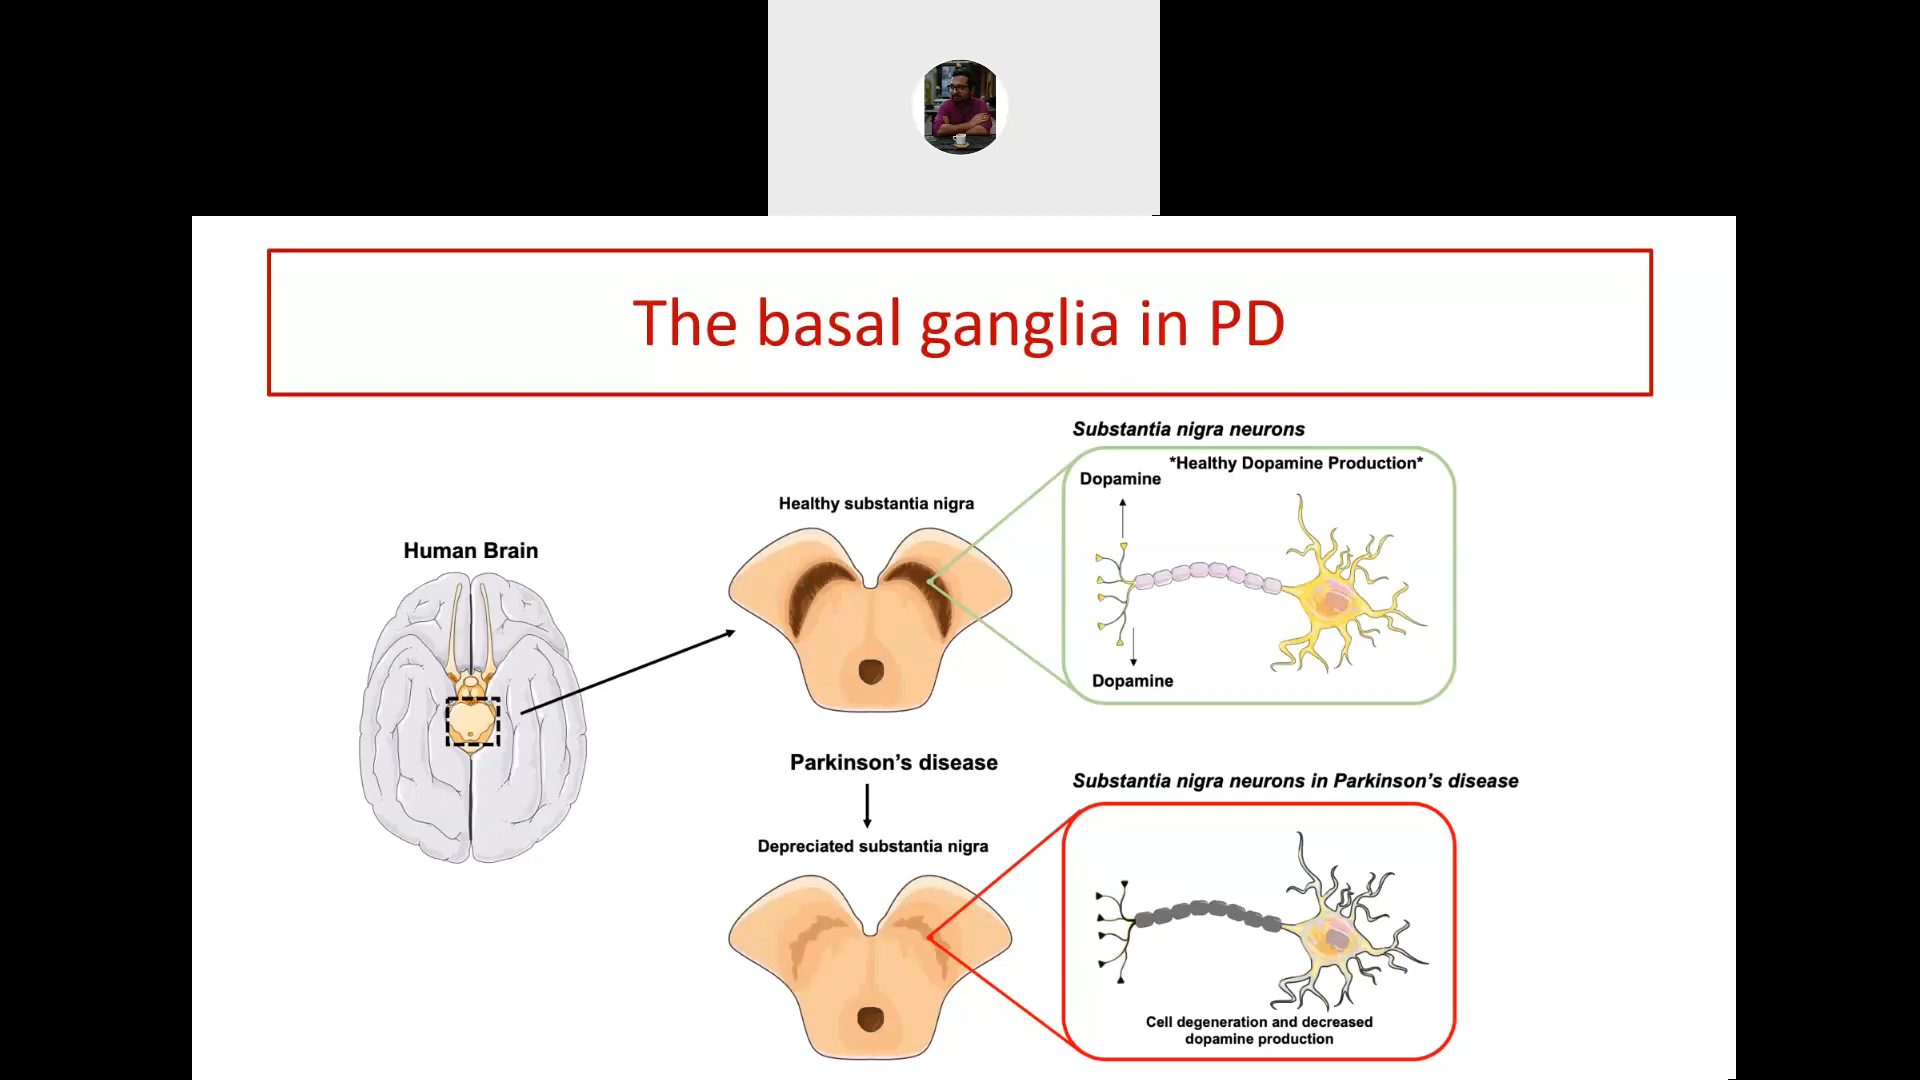 The basal ganglia in PD
Human Brain
Healthy substantia nigra
Substantia nigra neurons
*Healthy Dopamine Production*
Dopamine
Dopamine
Parkinson’s disease
Depreciated substantia nigra
Substantia nigra neurons in Parkinson’s disease
Cell degeneration and decreased
dopamine production